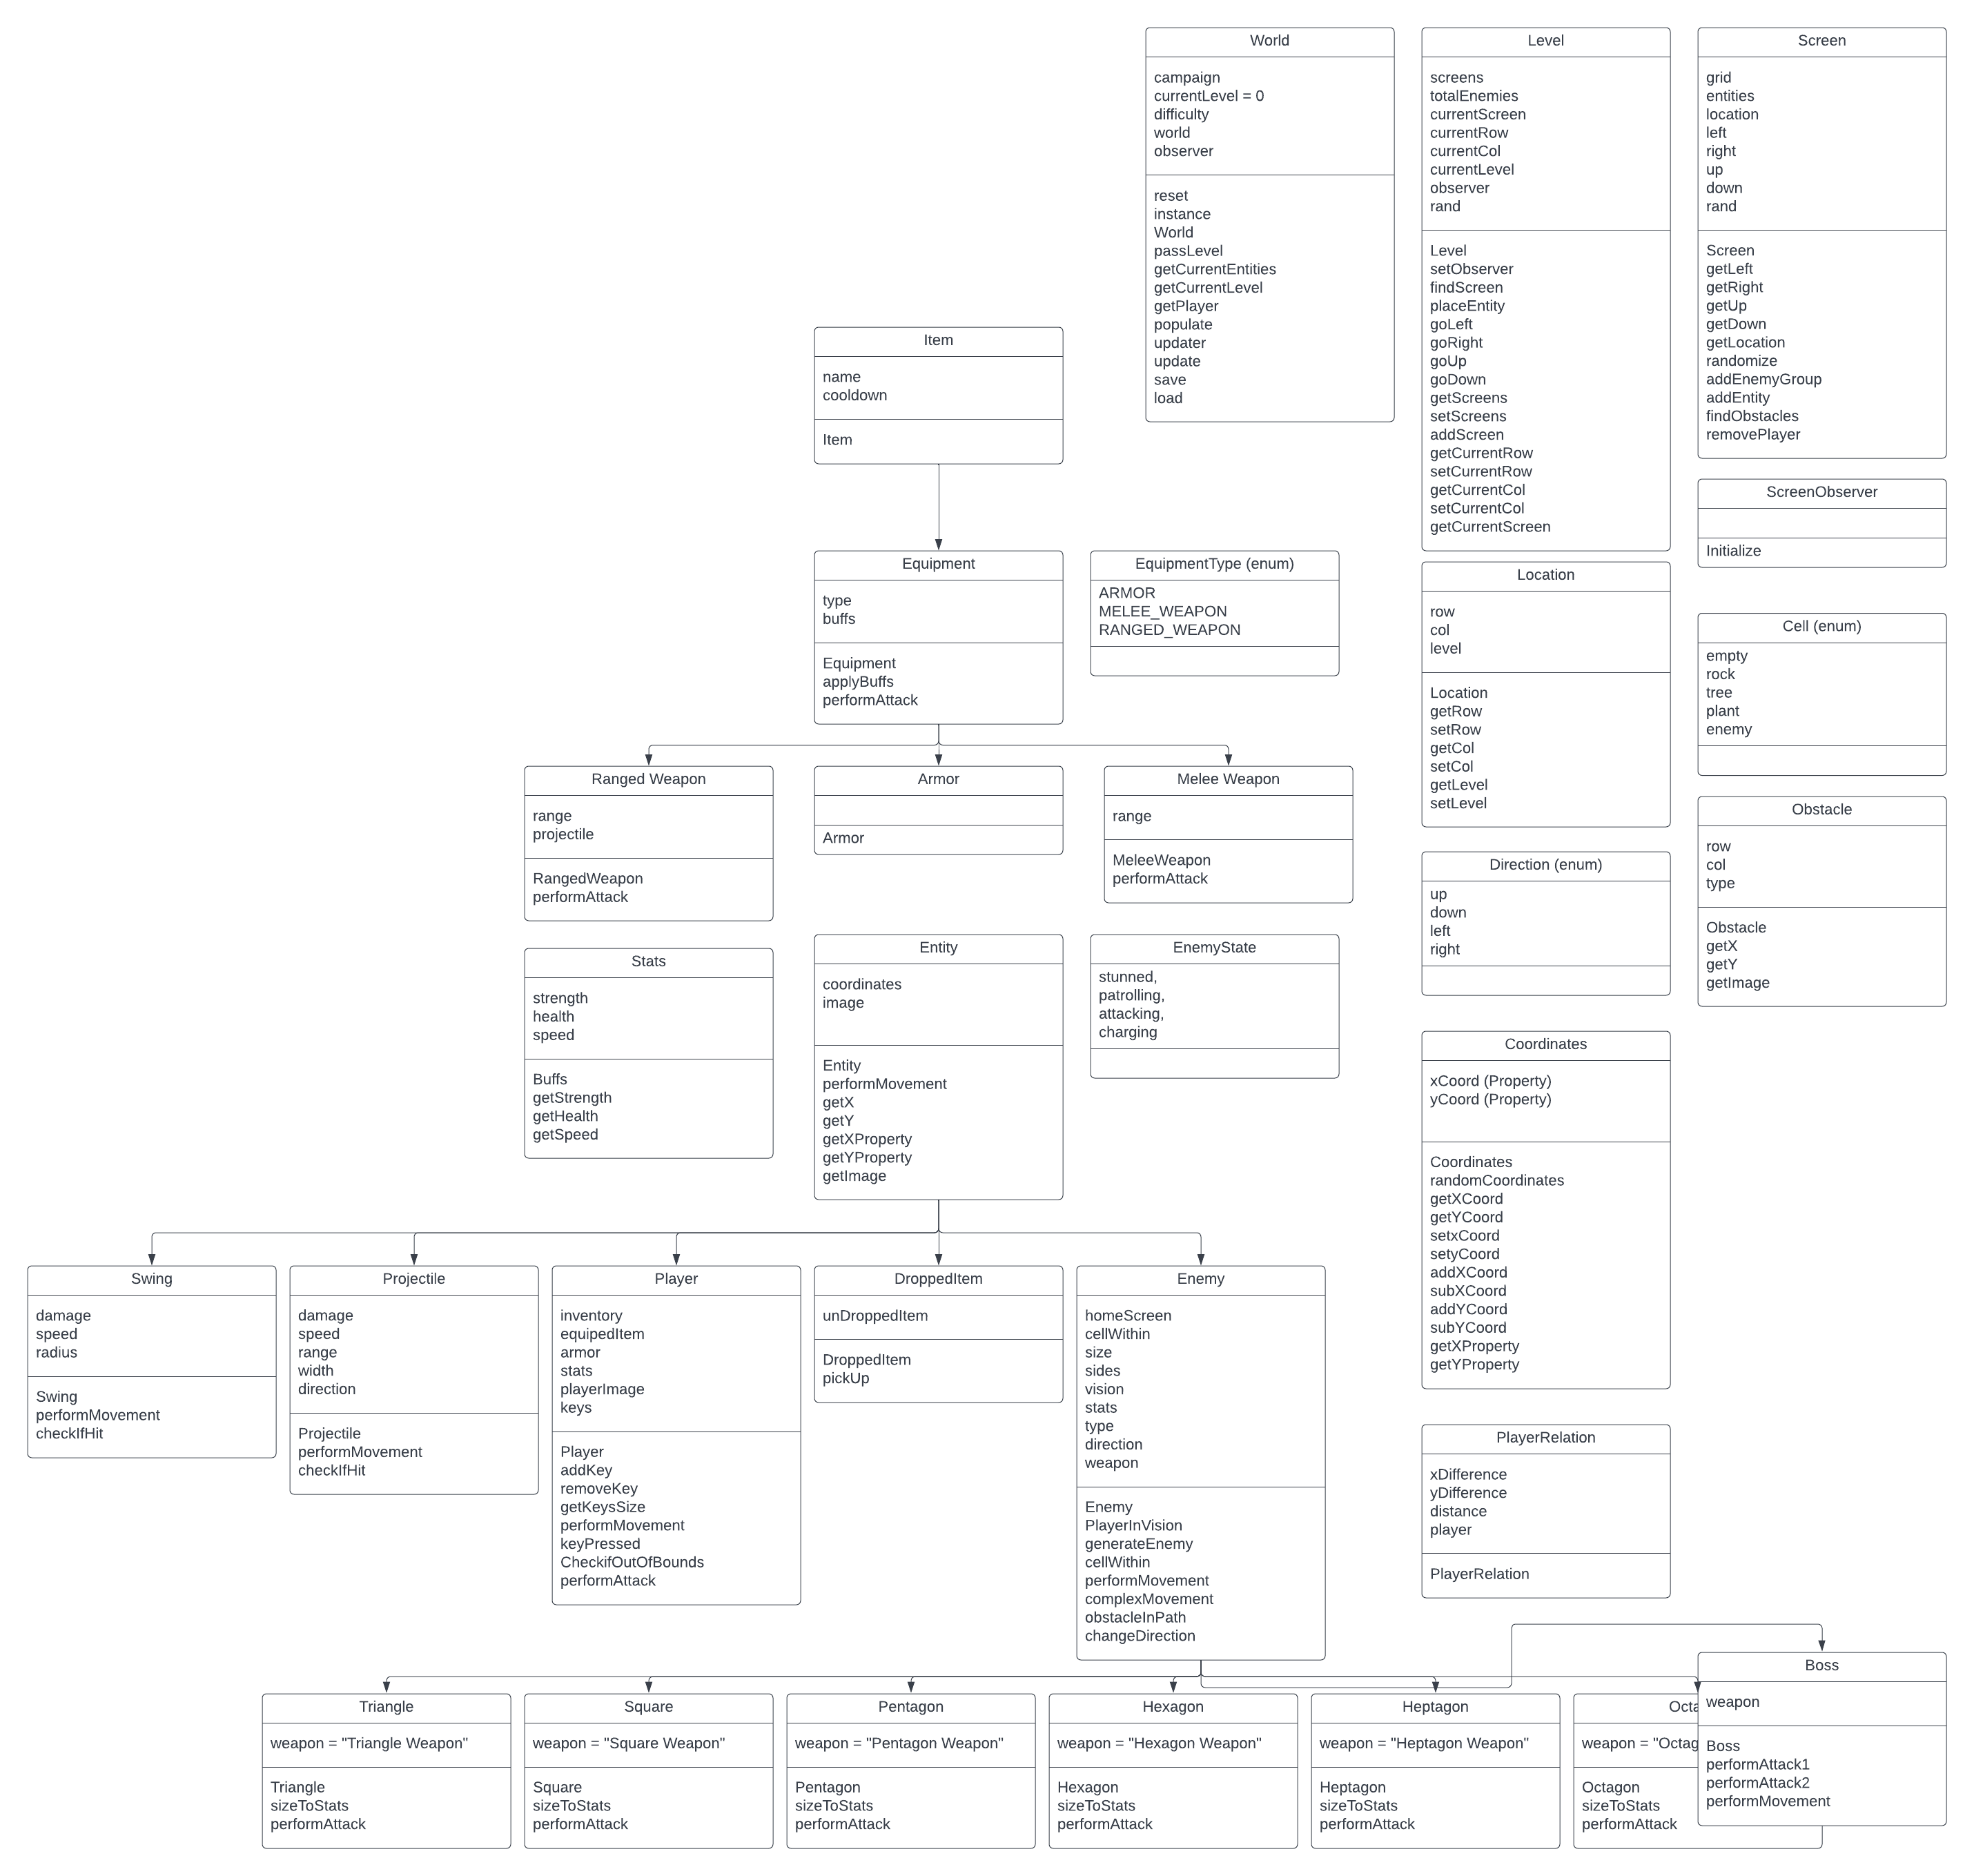 World
campaign
currentLevel = 0
difficulty
world
observer
reset
instance
World
passLevel
getCurrentEntities
getCurrentLevel
getPlayer
populate
updater
update
save
load
Level
screens
totalEnemies
currentScreen
currentRow
currentCol
currentLevel
observer
rand
Level
setObserver
findScreen
placeEntity
goLeft
goRight
goUp
goDown
getScreens
setScreens
addScreen
getCurrentRow
setCurrentRow
getCurrentCol
setCurrentCol
getCurrentScreen
Screen
grid
entities
location
left
right
up
down
rand
Screen
getLeft
getRight
getUp
getDown
getLocation
randomize
addEnemyGroup
addEntity
findObstacles
removePlayer
Item
name
cooldown
Item
ScreenObserver
Initialize
Equipment
type
buffs
Equipment
applyBuffs
performAttack
EquipmentType (enum)
ARMOR
MELEE_WEAPON
RANGED_WEAPON
Location
row
col
level
Location
getRow
setRow
getCol
setCol
getLevel
setLevel
Cell (enum)
empty
rock
tree
plant
enemy
Ranged Weapon
range
projectile
RangedWeapon
performAttack
Armor
Armor
Melee Weapon
range
MeleeWeapon
performAttack
Direction (enum)
up
down
left
right
Obstacle
row
col
type
Obstacle
getX
getY
getImage
Stats
strength
health
speed
Buffs
getStrength
getHealth
getSpeed
Entity
coordinates
image
Entity
performMovement
getX
getY
getXProperty
getYProperty
getImage
EnemyState
stunned,
patrolling,
attacking,
charging
Coordinates
xCoord (Property)
yCoord (Property)
Coordinates
randomCoordinates
getXCoord
getYCoord
setxCoord
setyCoord
addXCoord
subXCoord
addYCoord
subYCoord
getXProperty
getYProperty
Swing
damage
speed
radius
Swing
performMovement
checkIfHit
Projectile
damage
speed
range
width
direction
Projectile
performMovement
checkIfHit
Player
inventory
equipedItem
armor
stats
playerImage
keys
Player
addKey
removeKey
getKeysSize
performMovement
keyPressed
CheckifOutOfBounds
performAttack
DroppedItem
unDroppedItem
DroppedItem
pickUp
Enemy
homeScreen
cellWithin
size
sides
vision
stats
type
direction
weapon
Enemy
PlayerInVision
generateEnemy
cellWithin
performMovement
complexMovement
obstacleInPath
changeDirection
PlayerRelation
xDifference
yDifference
distance
player
PlayerRelation
Triangle
weapon = "Triangle Weapon"
Triangle
sizeToStats
performAttack
Square
weapon = "Square Weapon"
Square
sizeToStats
performAttack
Pentagon
weapon = "Pentagon Weapon"
Pentagon
sizeToStats
performAttack
Hexagon
weapon = "Hexagon Weapon"
Hexagon
sizeToStats
performAttack
Heptagon
weapon = "Heptagon Weapon"
Heptagon
sizeToStats
performAttack
weapon =
Octagon
sizeToStats
performAttack
Boss
weapon
Boss
performAttack1
performAttack2
performMovement